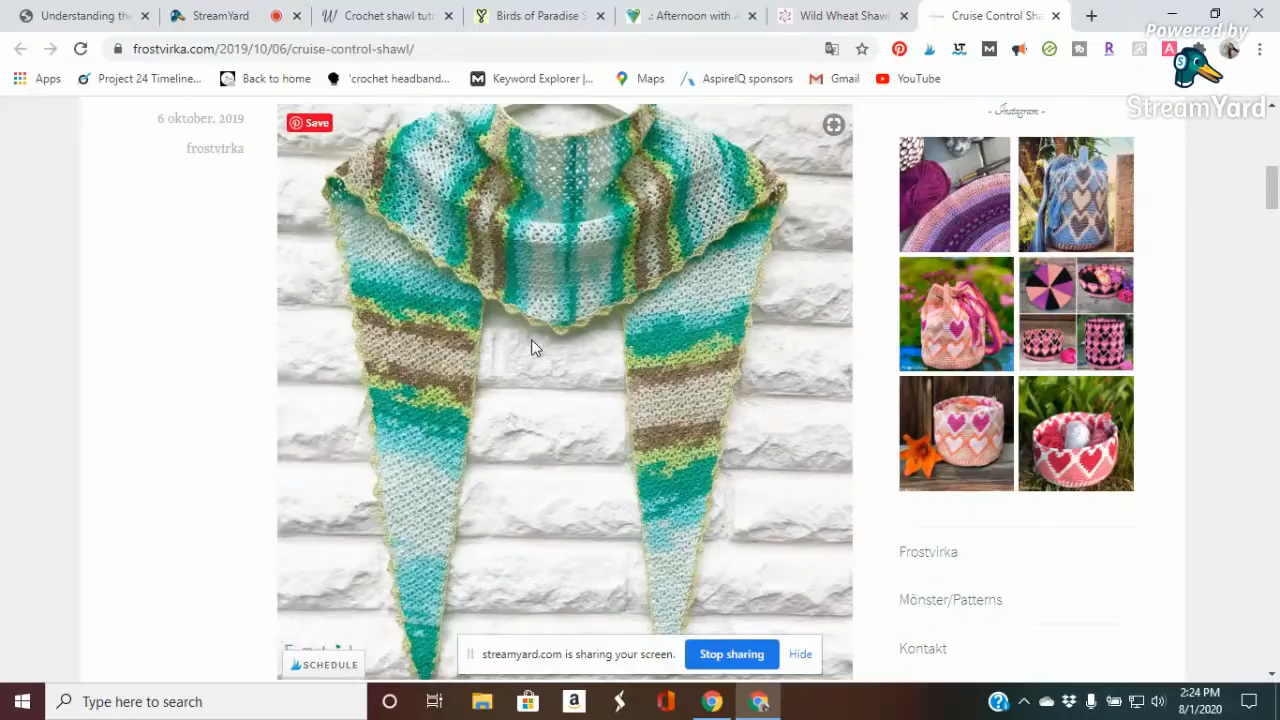 Understanding the
StreamYard
Crochet shawl tut
Birds of Paradise S
: Afternoon with
Wild Wheat Shaw
Cruise Control Sha
Powered by
StreamYard
frostvirka.com/2019/10/06/cruise-control-shawl/
Apps
Project 24 Timeline...
Back to home
'crochet headband...
Keyword Explorer |...
Maps
AspireIQ sponsors
Gmail
YouTube
6 oktober, 2019
frostvirka
Save
- Instagram -
Frostvirka
Mönster/Patterns
Kontakt
SCHEDULE
streamyard.com is sharing your screen.
Stop sharing
Hide
Type here to search
2:24 PM
8/1/2020